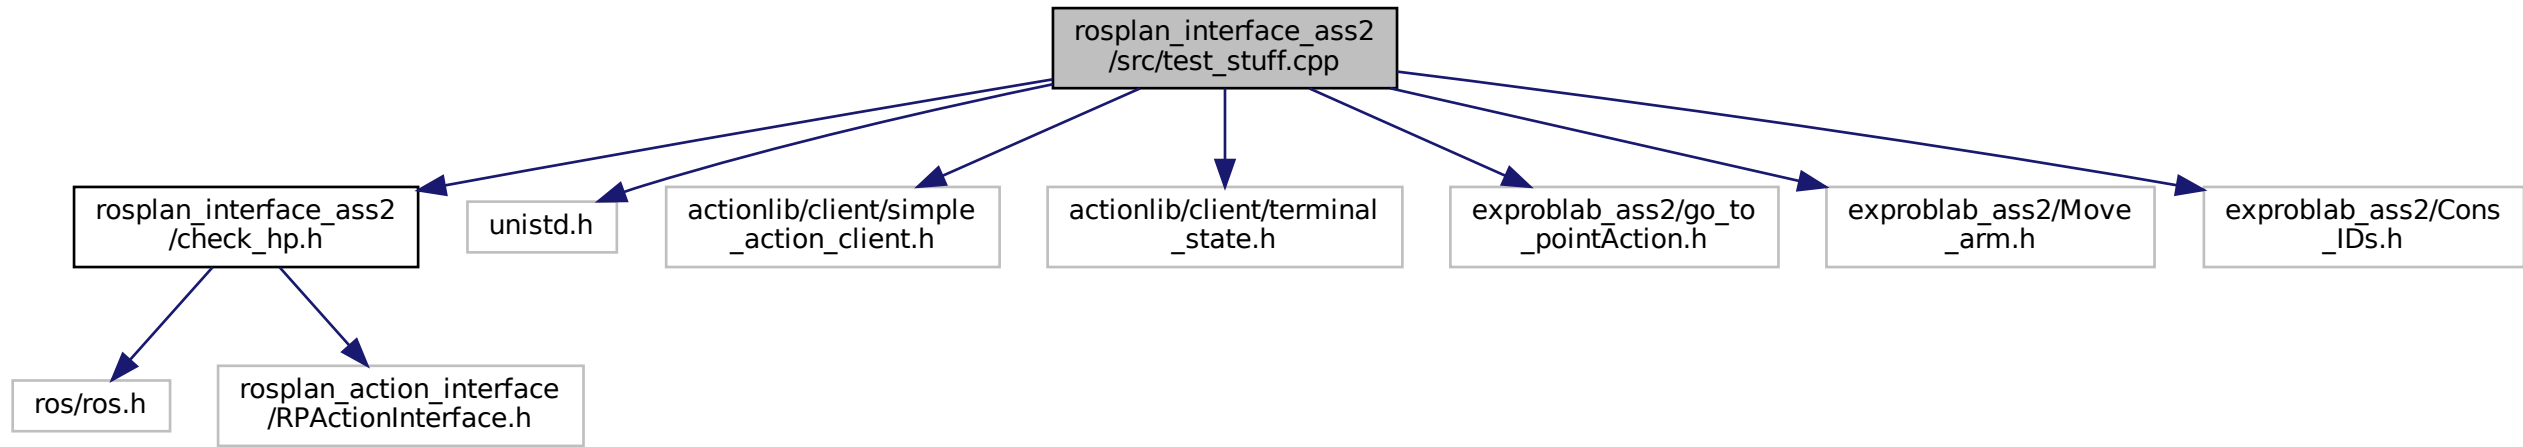 rosplan_interface_ass2
/src/test_stuff.cpp
rosplan_interface_ass2
/check_hp.h
unistd.h
actionlib/client/simple
_action_client.h
actionlib/client/terminal
_state.h
exproblab_ass2/go_to
_pointAction.h
exproblab_ass2/Move
_arm.h
exproblab_ass2/Cons
_IDs.h
ros/ros.h
rosplan_action_interface
/RPActionInterface.h